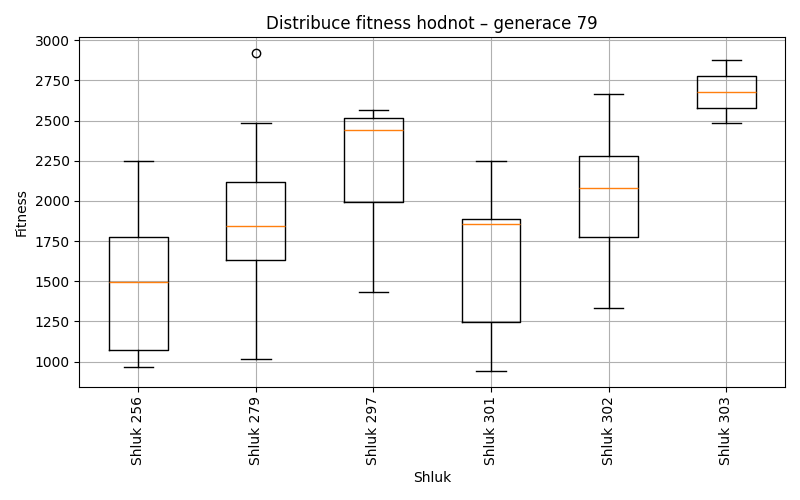 Distribuce fitness hodnot – generace 79
3000
2750
2500
2250
2000
1750
1500
1250
1000
Fitness
Shluk 256
Shluk 279
Shluk 297
Shluk 301
Shluk 302
Shluk 303
Shluk